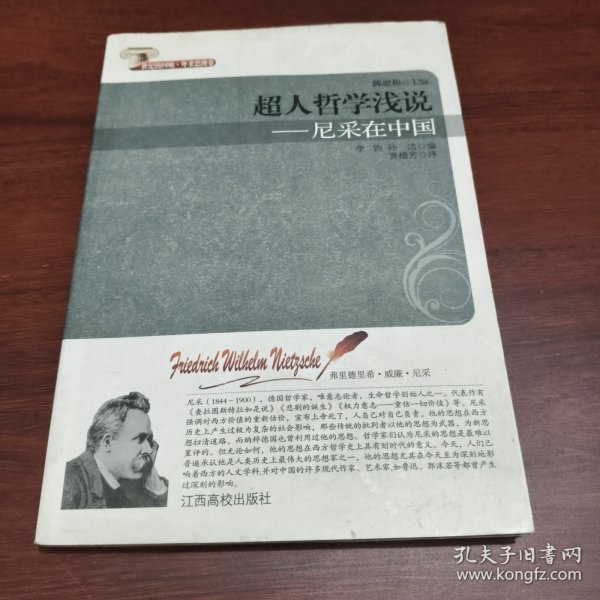 陈思和◇主编
超人哲学浅说
——尼采在中国
李 钧 孙 洁◇编
贾植芳◇序
Friedrich Wilhelm Nietzsche
弗里德里希·威廉·尼采
尼采（1844－1900），德国哲学家，唯意志论者，生命哲学创始人之一。代表作有
《查拉图斯特拉如是说》《悲剧的诞生》《权力意志——重估一切价值》等。尼采
强调对西方价值的重新估价，宣布上帝死了，人自己对自己负责。他的思想在西方
历史上产生过极为复杂的社会影响，那些传统的批判者以他的思想为武器，为新思
想扫清道路，而纳粹德国也曾利用过他的思想。哲学家们认为尼采的思想是最难以
置评的。但无论如何，他的思想在西方哲学史上具有划时代的意义。今天，人们已
普遍承认他是人类历史上最伟大的思想家之一，他的思想尤其在今天至为深刻地影
响着西方的人文学科，并对中国的许多现代作家、艺术家，如鲁迅、郭沫若等都曾产生
过深刻的影响。
江西高校出版社
孔夫子旧书网
www.kongfz.com